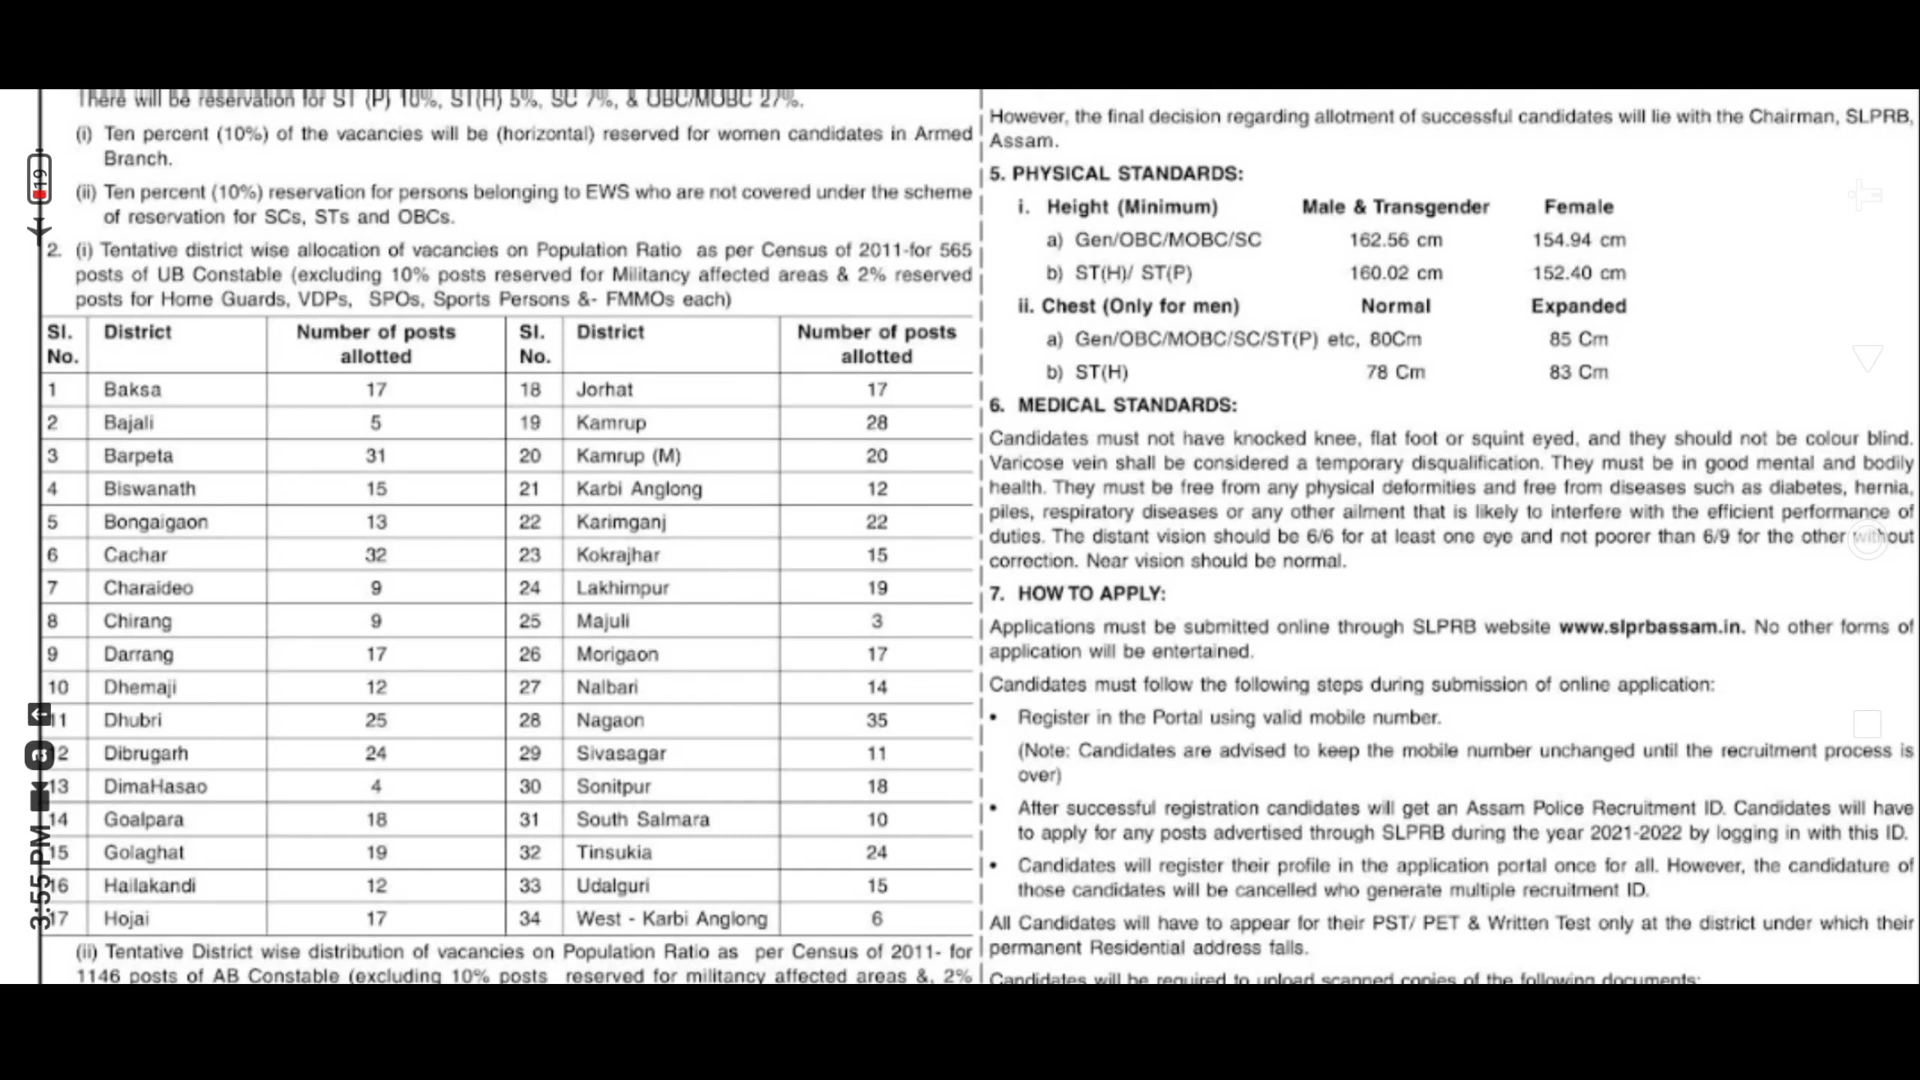 There will be reservation for ST (P) 10%, ST(H) 5%, SC 7%, & OBC/MOBC 27%.
(i) Ten percent (10%) of the vacancies will be (horizontal) reserved for women candidates in Armed
Branch.
(ii) Ten percent (10%) reservation for persons belonging to EWS who are not covered under the scheme
of reservation for SCs, STs and OBCs.
2. (i) Tentative district wise allocation of vacancies on Population Ratio as per Census of 2011-for 565
posts of UB Constable (excluding 10% posts reserved for Militancy affected areas & 2% reserved
posts for Home Guards, VDPs, SPOs, Sports Persons &- FMMOs each)
Sl. District Number of posts Sl. District Number of posts
No. allotted No. allotted
1 Baksa 17 18 Jorhat 17
2 Bajali 5 19 Kamrup 28
3 Barpeta 31 20 Kamrup (M) 20
4 Biswanath 15 21 Karbi Anglong 12
5 Bongaigaon 13 22 Karimganj 22
6 Cachar 32 23 Kokrajhar 15
7 Charaideo 9 24 Lakhimpur 19
8 Chirang 9 25 Majuli 3
9 Darrang 17 26 Morigaon 17
10 Dhemaji 12 27 Nalbari 14
11 Dhubri 25 28 Nagaon 35
12 Dibrugarh 24 29 Sivasagar 11
13 DimaHasao 4 30 Sonitpur 18
14 Goalpara 18 31 South Salmara 10
15 Golaghat 19 32 Tinsukia 24
16 Hailakandi 12 33 Udalguri 15
17 Hojai 17 34 West - Karbi Anglong 6
(ii) Tentative District wise distribution of vacancies on Population Ratio as per Census of 2011- for
1146 posts of AB Constable (excluding 10% posts reserved for militancy affected areas &, 2%
However, the final decision regarding allotment of successful candidates will lie with the Chairman, SLPRB,
Assam.
5. PHYSICAL STANDARDS:
i. Height (Minimum) Male & Transgender Female
a) Gen/OBC/MOBC/SC 162.56 cm 154.94 cm
b) ST(H)/ ST(P) 160.02 cm 152.40 cm
ii. Chest (Only for men) Normal Expanded
a) Gen/OBC/MOBC/SC/ST(P) etc, 80Cm 85 Cm
b) ST(H) 78 Cm 83 Cm
6. MEDICAL STANDARDS:
Candidates must not have knocked knee, flat foot or squint eyed, and they should not be colour blind.
Varicose vein shall be considered a temporary disqualification. They must be in good mental and bodily
health. They must be free from any physical deformities and free from diseases such as diabetes, hernia,
piles, respiratory diseases or any other ailment that is likely to interfere with the efficient performance of
duties. The distant vision should be 6/6 for at least one eye and not poorer than 6/9 for the other without
correction. Near vision should be normal.
7. HOW TO APPLY:
Applications must be submitted online through SLPRB website www.slprbassam.in. No other forms of
application will be entertained.
Candidates must follow the following steps during submission of online application:
• Register in the Portal using valid mobile number.
(Note: Candidates are advised to keep the mobile number unchanged until the recruitment process is
over)
• After successful registration candidates will get an Assam Police Recruitment ID. Candidates will have
to apply for any posts advertised through SLPRB during the year 2021-2022 by logging in with this ID.
• Candidates will register their profile in the application portal once for all. However, the candidature of
those candidates will be cancelled who generate multiple recruitment ID.
All Candidates will have to appear for their PST/ PET & Written Test only at the district under which their
permanent Residential address falls.
Candidates will be required to upload scanned copies of the following documents:
19
3:55 PM